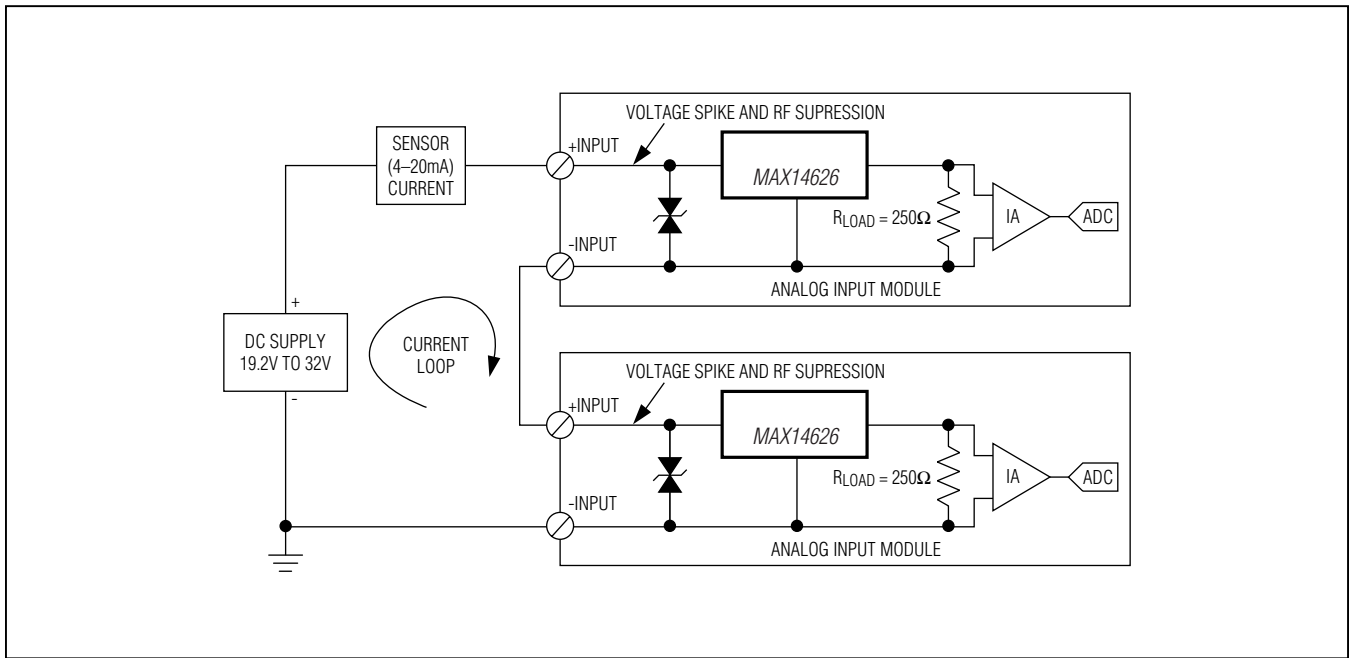 VOLTAGE SPIKE AND RF SUPRESSION
SENSOR
(4–20mA)
CURRENT
+INPUT
MAX14626
RLOAD = 250Ω
IA
ADC
-INPUT
ANALOG INPUT MODULE
+
DC SUPPLY
19.2V TO 32V
-
CURRENT
LOOP
VOLTAGE SPIKE AND RF SUPRESSION
+INPUT
MAX14626
RLOAD = 250Ω
IA
ADC
-INPUT
ANALOG INPUT MODULE